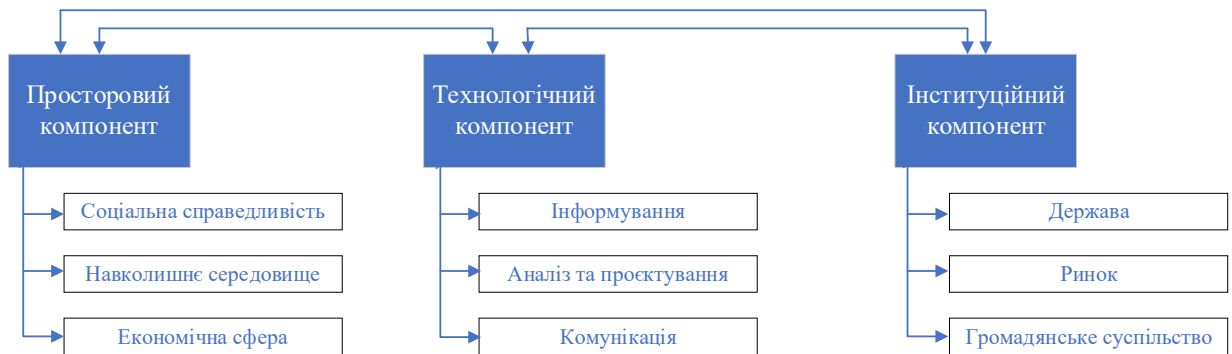 Просторовий
компонент
Технологічний
компонент
Інституційний
компонент
Соціальна справедливість
Навколишнє середовище
Економічна сфера
Інформування
Аналіз та проєктування
Комунікація
Держава
Ринок
Громадянське суспільство